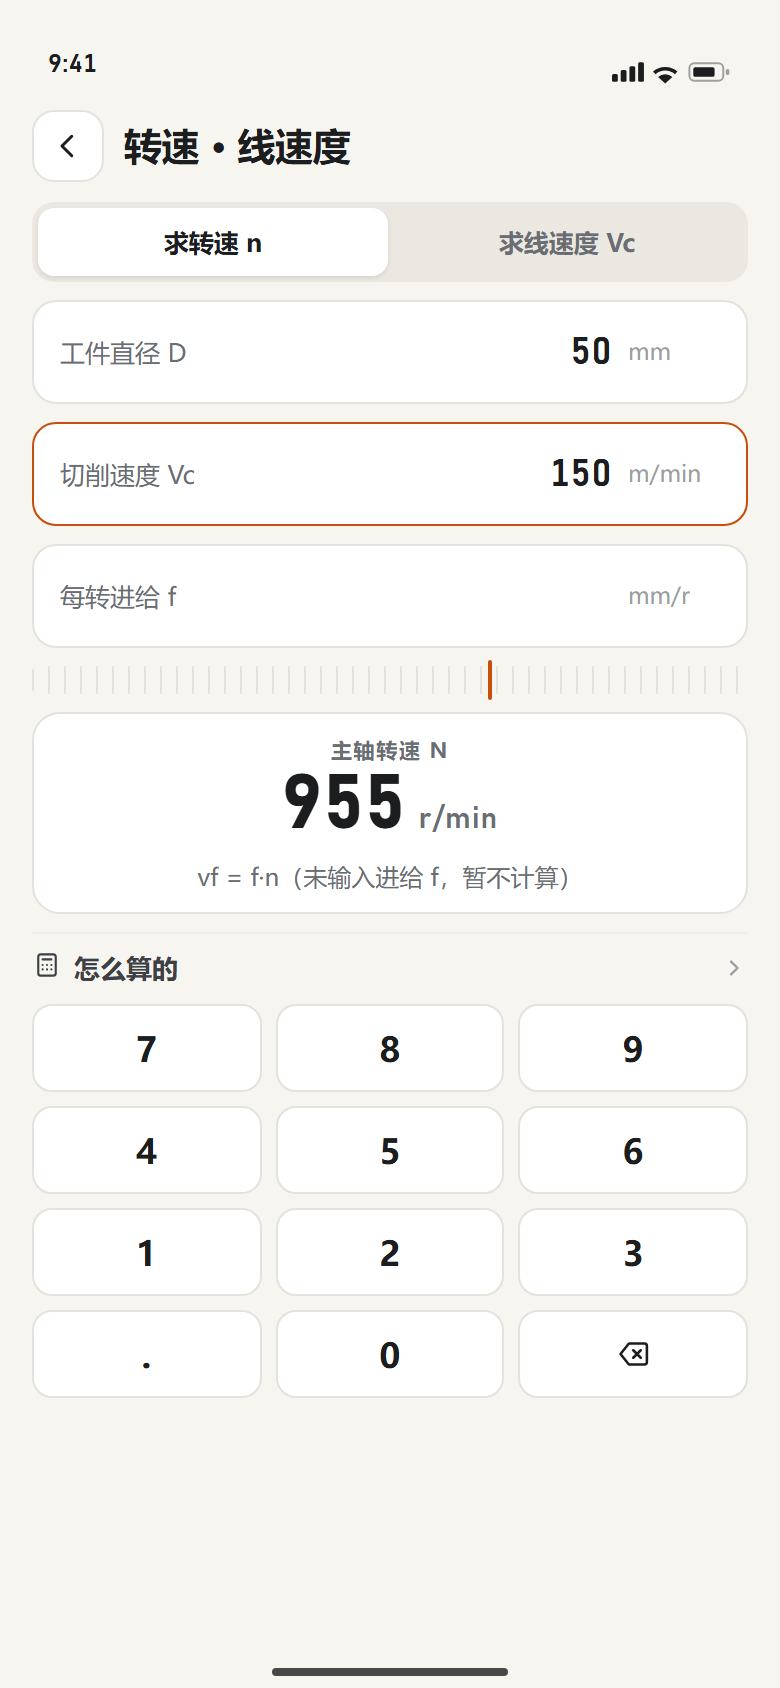 9:41
转速·线速度
求转速 n
求线速度 Vc
工件直径 D
50 mm
切削速度 Vc
150 m/min
每转进给 f
mm/r
主轴转速 N
955 r/min
vf = f·n（未输入进给 f，暂不计算）
怎么算的
7 8 9
4 5 6
1 2 3
. 0